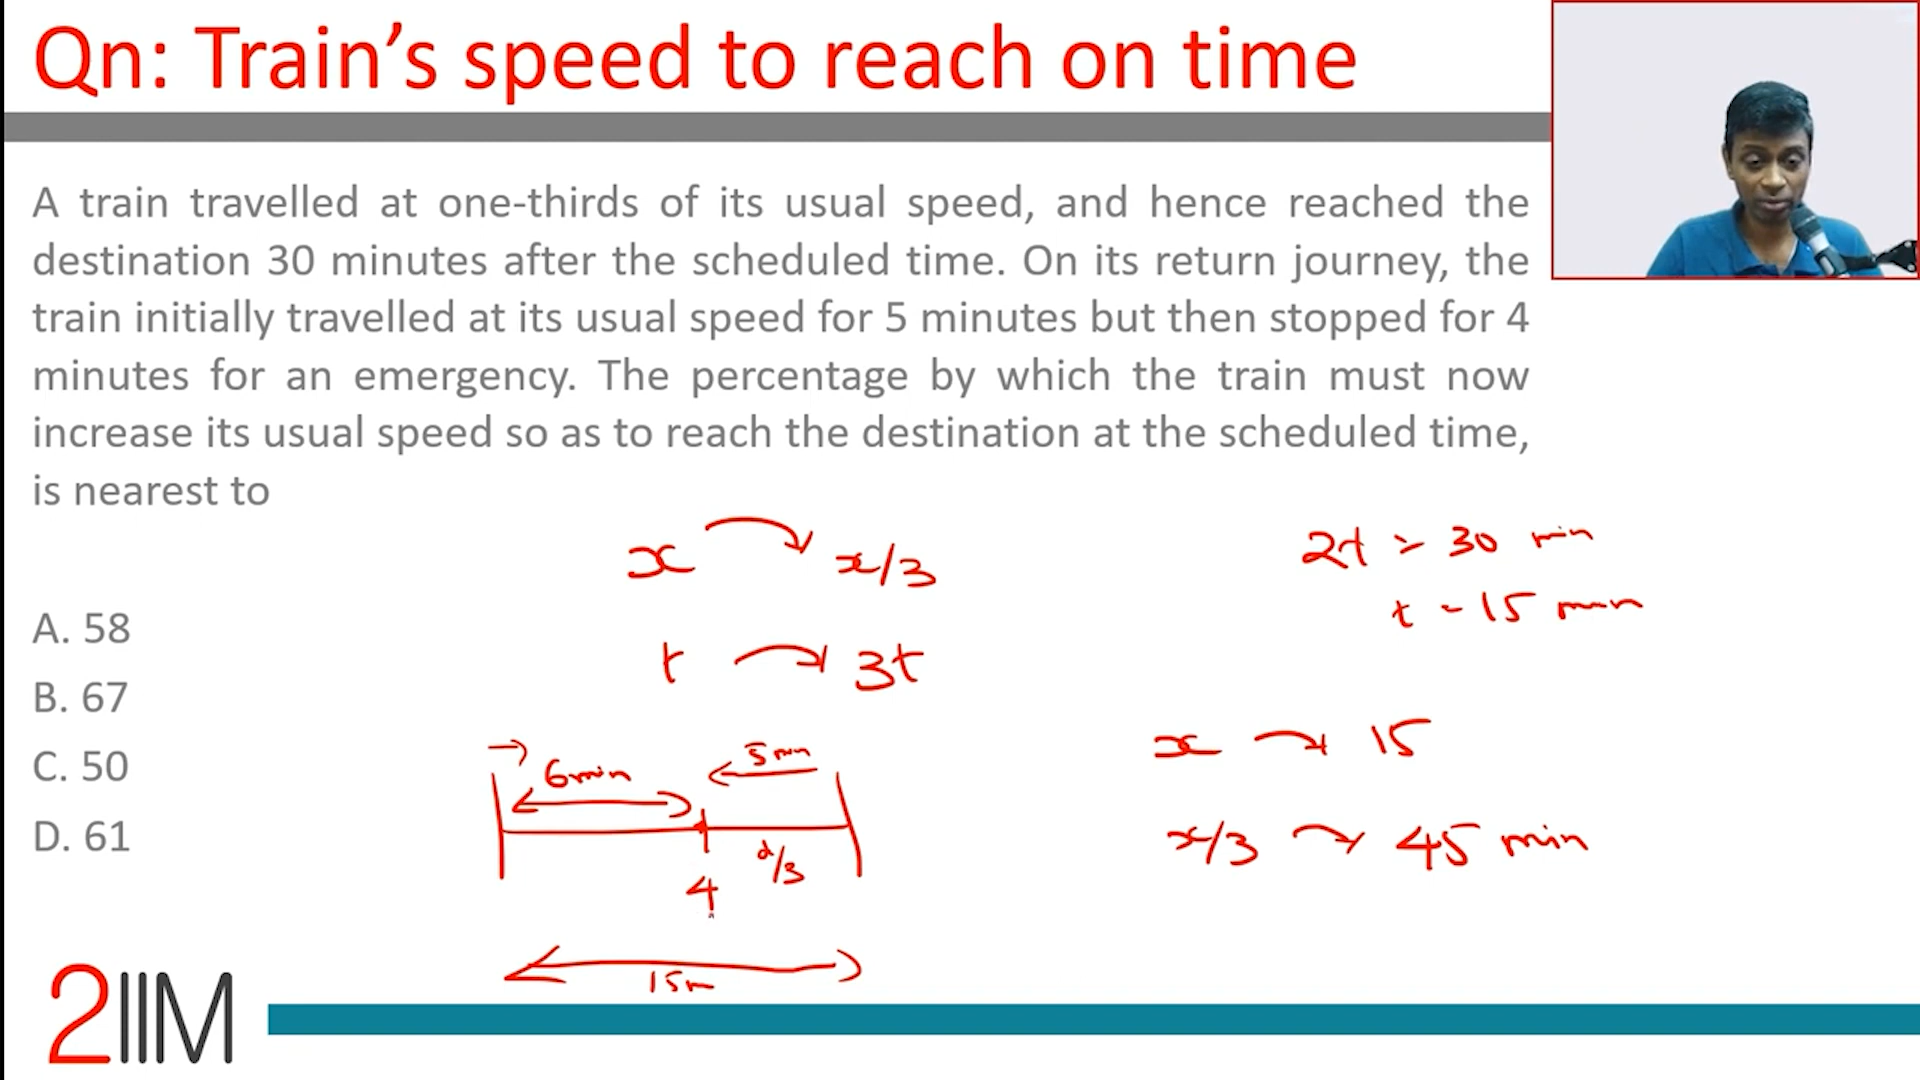 Qn: Train’s speed to reach on time
A train travelled at one-thirds of its usual speed, and hence reached the
destination 30 minutes after the scheduled time. On its return journey, the
train initially travelled at its usual speed for 5 minutes but then stopped for 4
minutes for an emergency. The percentage by which the train must now
increase its usual speed so as to reach the destination at the scheduled time,
is nearest to
A. 58
B. 67
C. 50
D. 61
x x/3
t 3t
6min 5min
d/3
4
15m
2t = 30 min
t = 15 min
x 15
x/3 45 min
2IIM